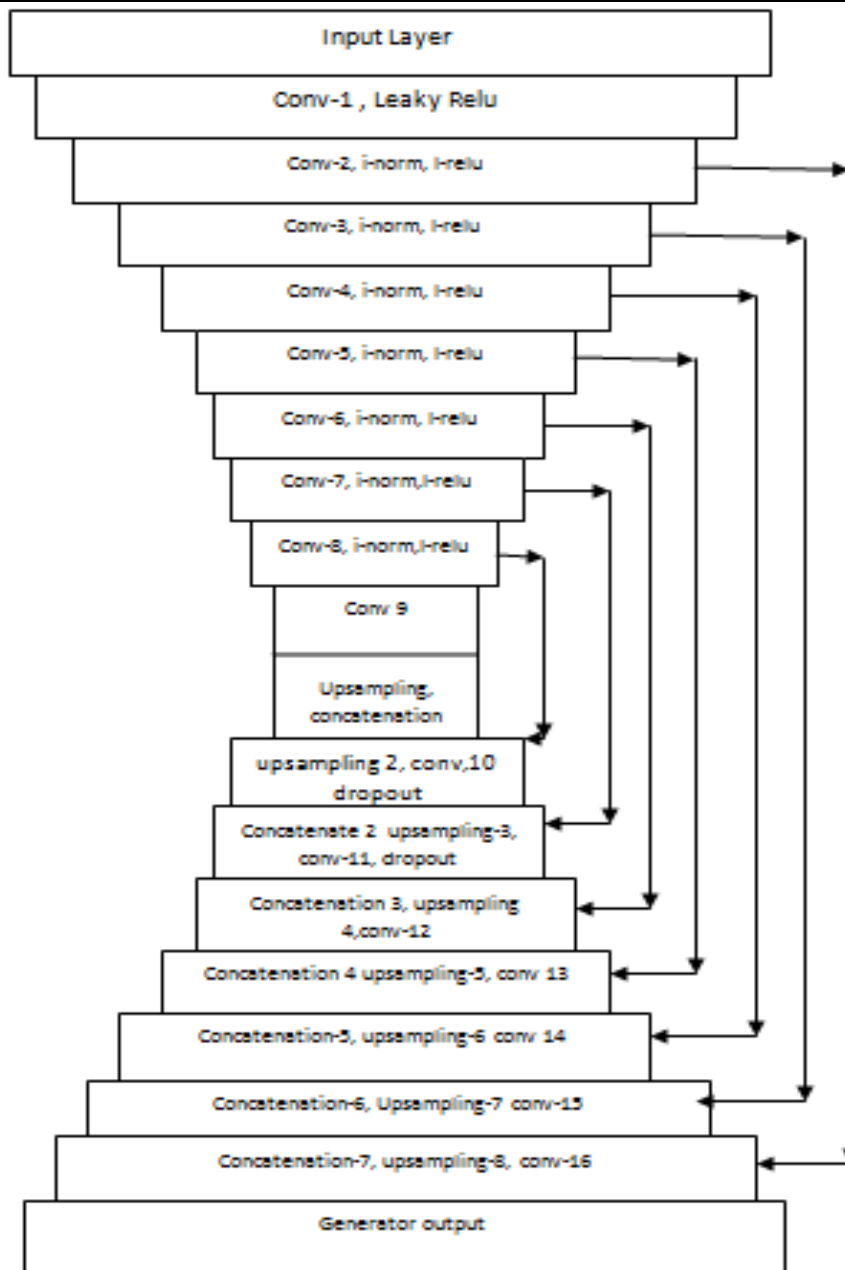 Input Layer
Conv-1 , Leaky Relu
Conv-2, i-norm, l-relu
Conv-3, i-norm, l-relu
Conv-4, i-norm, l-relu
Conv-5, i-norm, l-relu
Conv-6, i-norm, l-relu
Conv-7, i-norm,l-relu
Conv-8, i-norm,l-relu
Conv 9
Upsampling,
concatenation
upsampling 2, conv,10
dropout
Concatenate 2 upsampling-3,
conv-11, dropout
Concatenation 3, upsampling
4,conv-12
Concatenation 4 upsampling-5, conv 13
Concatenation-5, upsampling-6 conv 14
Concatenation-6, Upsampling-7 conv-15
Concatenation-7, upsampling-8, conv-16
Generator output